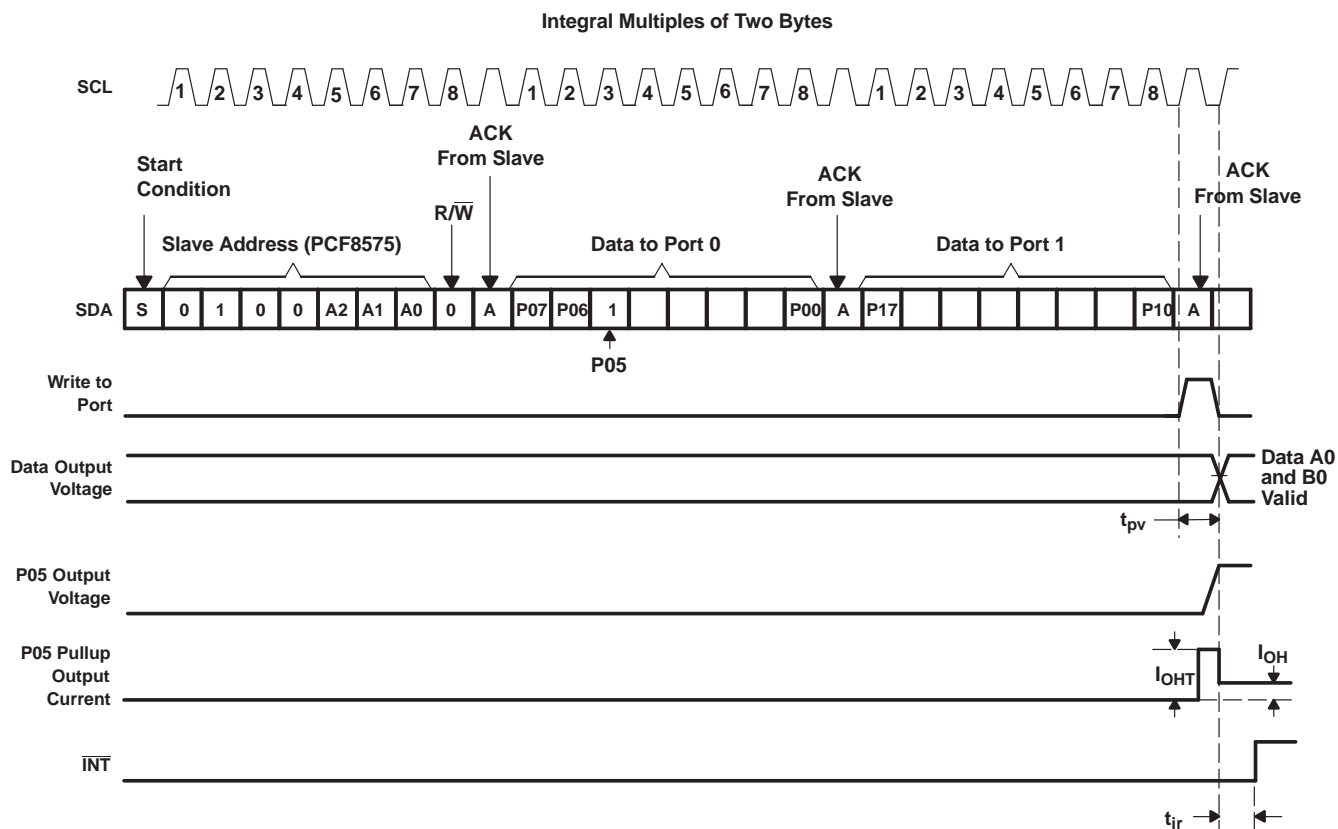 Integral Multiples of Two Bytes
SCL
1 2 3 4 5 6 7 8 1 2 3 4 5 6 7 8 1 2 3 4 5 6 7 8
Start
Condition
ACK
From Slave
R/W̅
ACK
From Slave
ACK
From Slave
Slave Address (PCF8575)
Data to Port 0
Data to Port 1
SDA
S 0 1 0 0 A2 A1 A0 0 A P07 P06 1 P00 A P17 P10 A
P05
Write to
Port
Data Output
Voltage
Data A0
and B0
Valid
tpv
P05 Output
Voltage
P05 Pullup
Output
Current
IOHT
IOH
I̅N̅T̅
tir